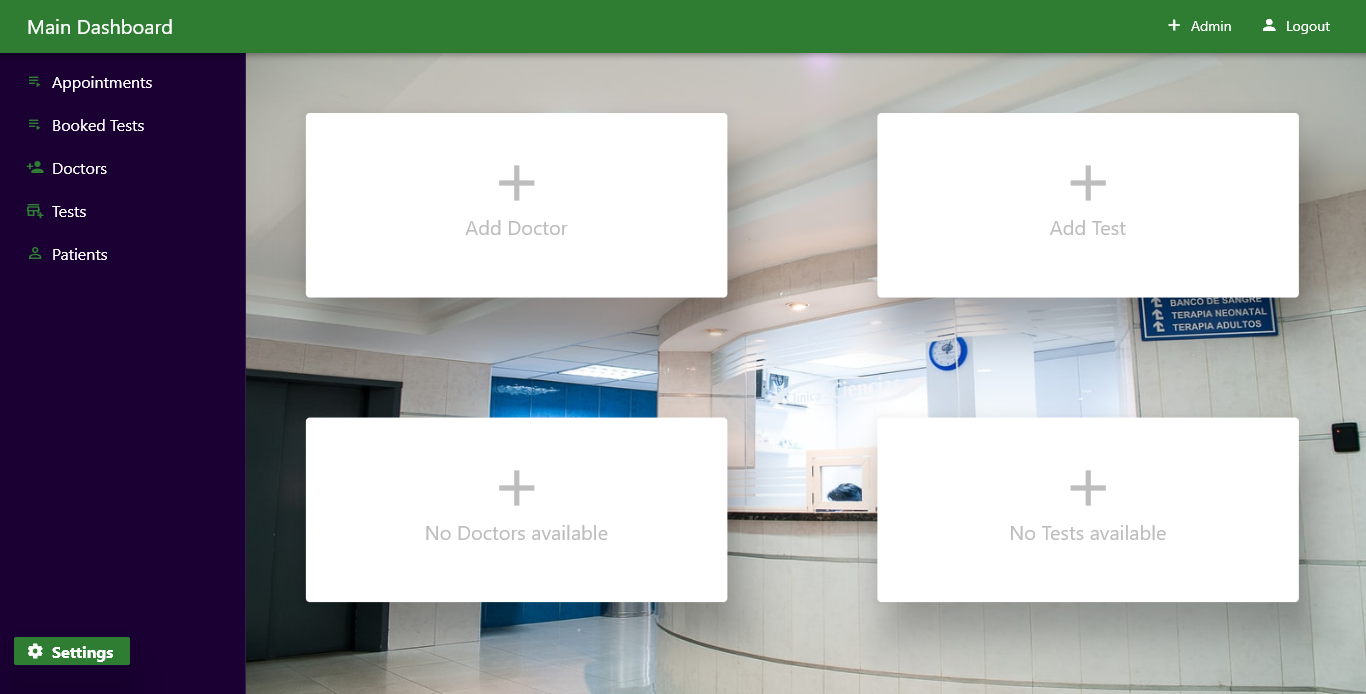 Main Dashboard
Admin
Logout
Appointments
Booked Tests
Doctors
Tests
Patients
Settings
Add Doctor
Add Test
BANCO DE SANGRE
TERAPIA NEONATAL
TERAPIA ADULTOS
No Doctors available
No Tests available